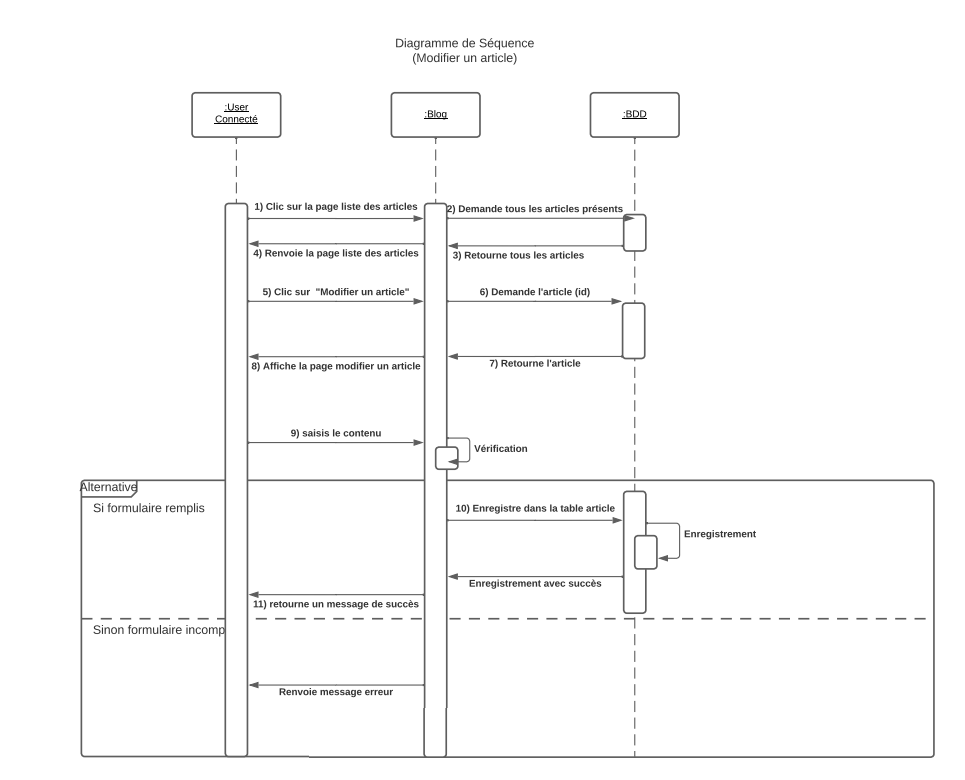 Diagramme de Séquence
(Modifier un article)
:User
Connecté
:Blog
:BDD
1) Clic sur la page liste des articles
2) Demande tous les articles présents
4) Renvoie la page liste des articles
3) Retourne tous les articles
5) Clic sur "Modifier un article"
6) Demande l'article (id)
8) Affiche la page modifier un article
7) Retourne l'article
9) saisis le contenu
Vérification
Alternative
Si formulaire remplis
10) Enregistre dans la table article
Enregistrement
Enregistrement avec succès
11) retourne un message de succès
Sinon formulaire incomp
Renvoie message erreur